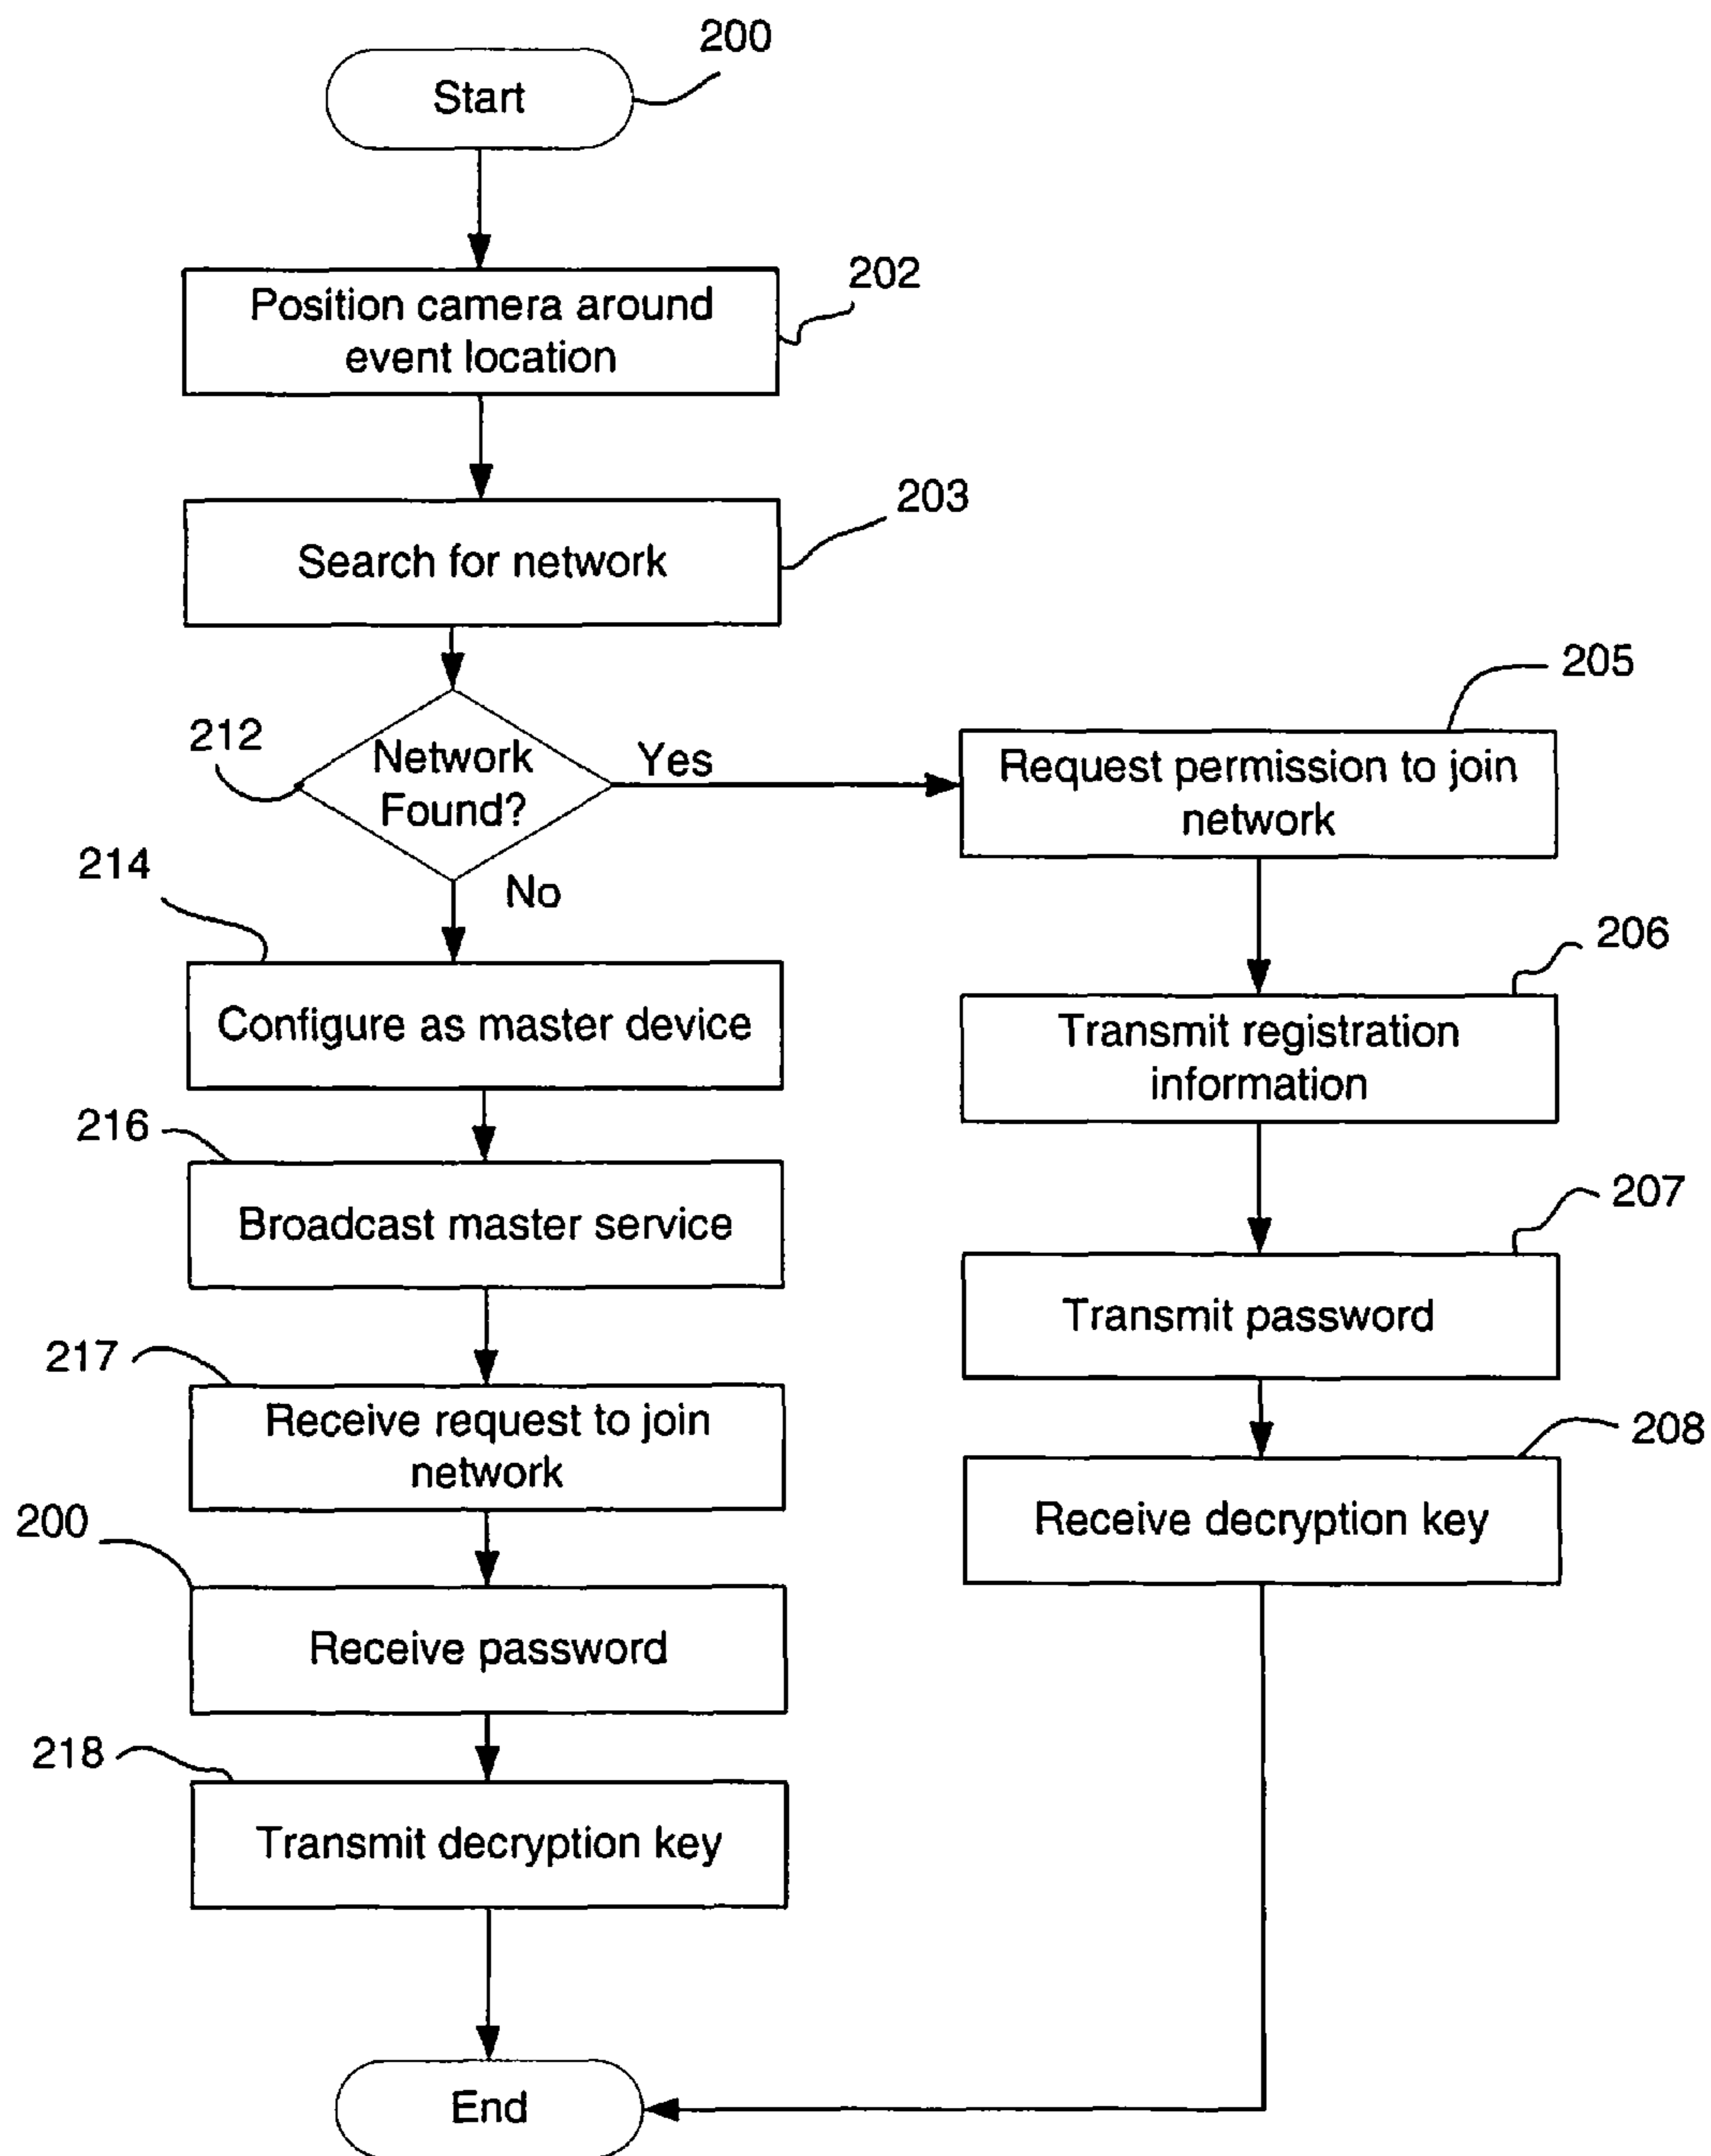 200
Start
202
Position camera around
event location
203
Search for network
205
212
Network
Found?
Yes
Request permission to join
network
214
No
206
Configure as master device
Transmit registration
information
216
Broadcast master service
207
Transmit password
217
Receive request to join
network
208
Receive decryption key
200
Receive password
218
Transmit decryption key
End